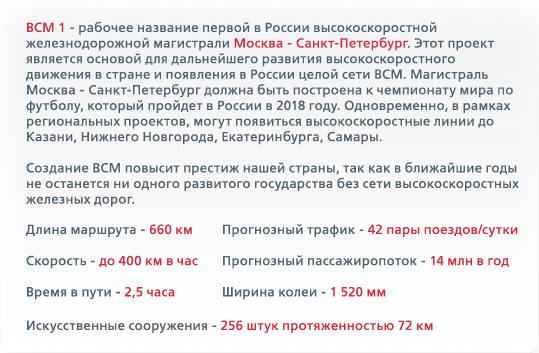 ВСМ 1 - рабочее название первой в России высокоскоростной
железнодорожной магистрали Москва - Санкт-Петербург. Этот проект
является основой для дальнейшего развития высокоскоростного
движения в стране и появления в России целой сети ВСМ. Магистраль
Москва - Санкт-Петербург должна быть построена к чемпионату мира по
футболу, который пройдет в России в 2018 году. Одновременно, в рамках
региональных проектов, могут появиться высокоскоростные линии до
Казани, Нижнего Новгорода, Екатеринбурга, Самары.
Создание ВСМ повысит престиж нашей страны, так как в ближайшие годы
не останется ни одного развитого государства без сети высокоскоростных
железных дорог.
Длина маршрута - 660 км Прогнозный трафик - 42 пары поездов/сутки
Скорость - до 400 км в час Прогнозный пассажиропоток - 14 млн в год
Время в пути - 2,5 часа Ширина колеи - 1 520 мм
Искусственные сооружения - 256 штук протяженностью 72 км